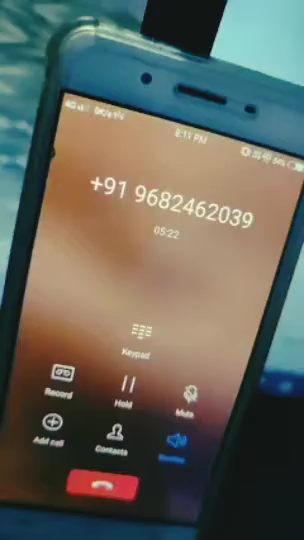 8:11 PM
+91 9682462039
05:22
Keypad
Record
Hold
Mute
Add call
Contacts
Speaker